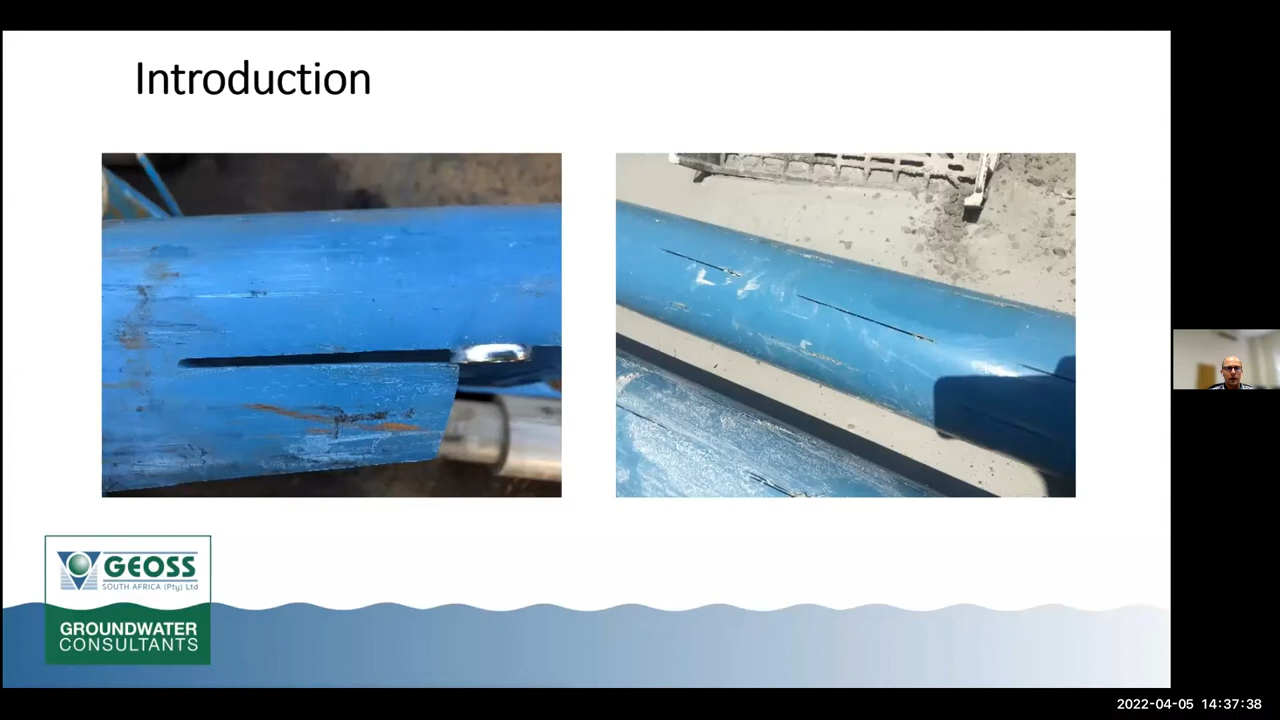 Introduction
GEOSS
SOUTH AFRICA (Pty) Ltd
GROUNDWATER
CONSULTANTS
2022-04-05 14:37:38